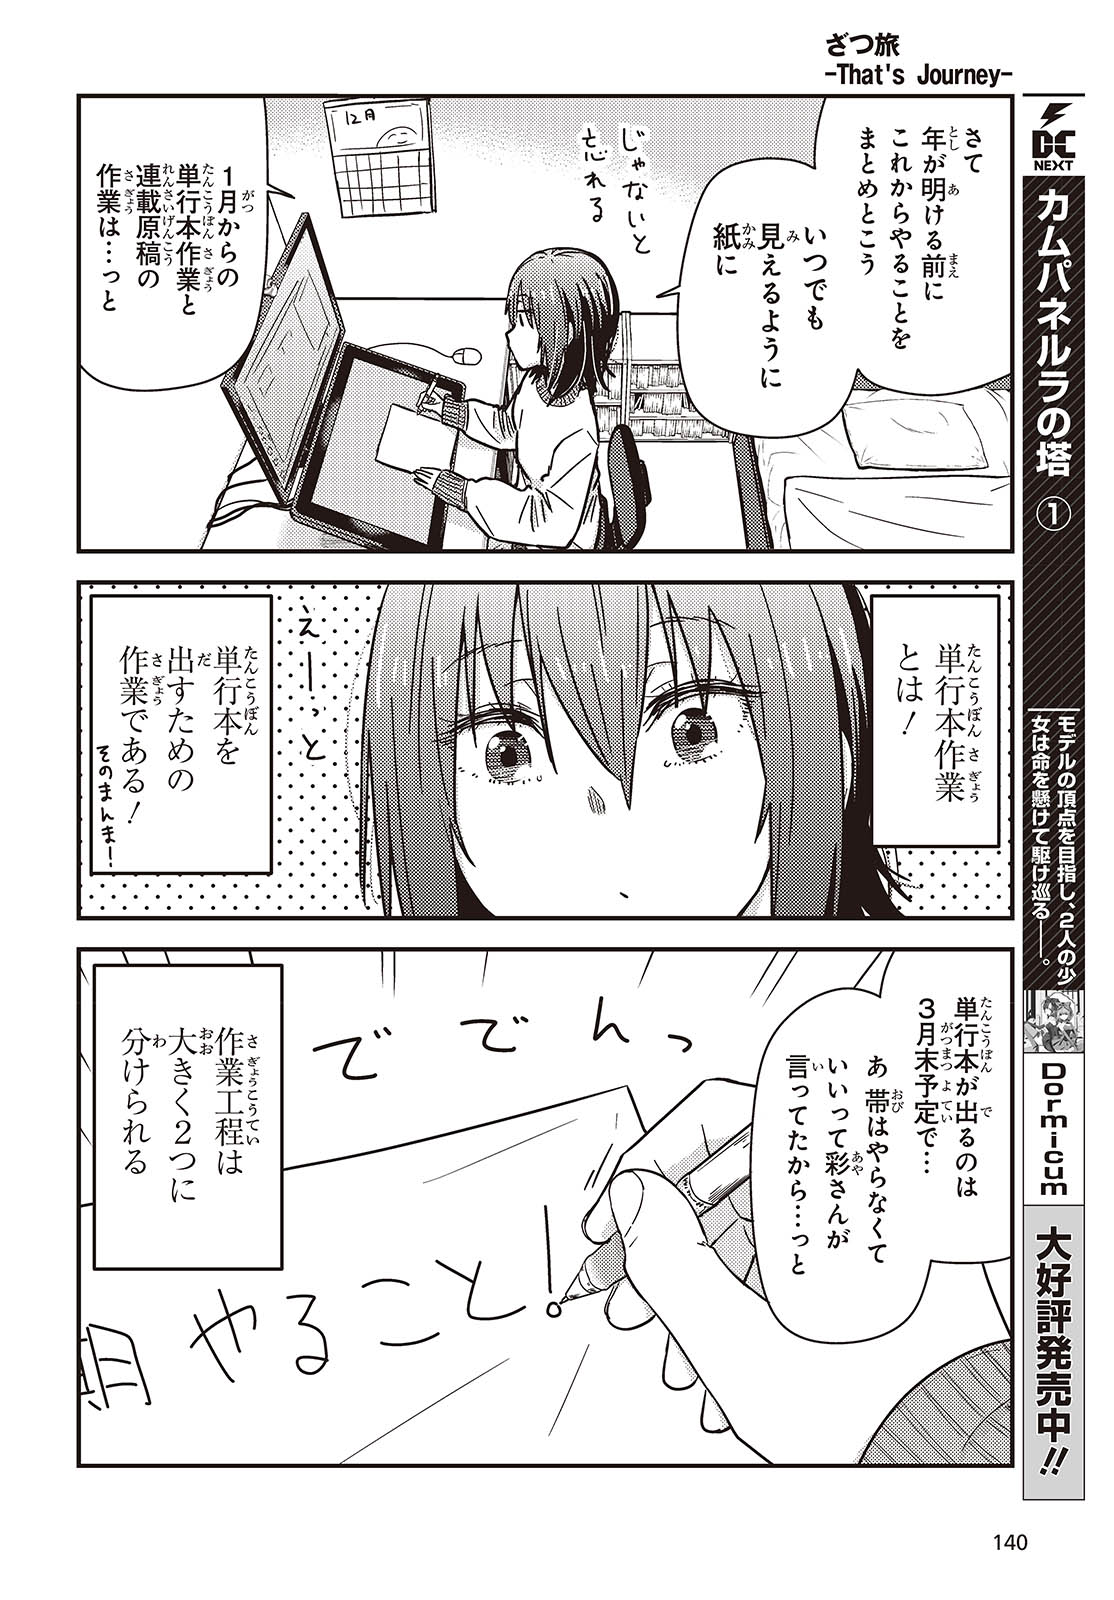 ざつ旅
-That's Journey-
さて
年が明ける前に
これからやることを
まとめとこう
いつでも
見えるように
紙に
じゃないと
忘れる
12月
1月からの
単行本作業と
連載原稿の
作業は…っと
単行本作業
とは!
えーーっと
単行本を
出すための
作業である!
そのまんま!
単行本が出るのは
3月末予定で…
あ 帯はやらなくて
いいって彩さんが
言ってたから…っと
ででんっ
やること!
作業工程は
大きく2つに
分けられる
DC
NEXT
カムパネルラの塔 ①
モデルの頂点を目指し、2人の少
女は命を懸けて駆け巡る――。
Dormicum
大好評発売中!!
140